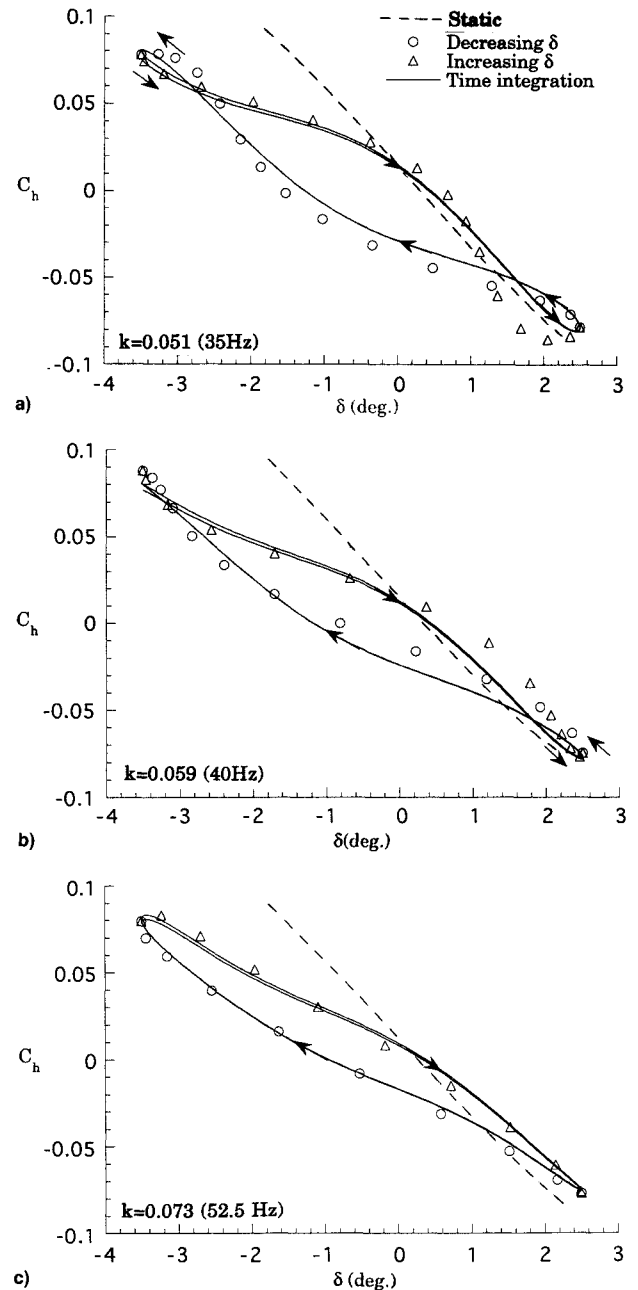 Static
Decreasing δ
Increasing δ
Time integration
0.1
0.05
0
-0.05
-0.1
C_h
k=0.051 (35Hz)
-4 -3 -2 -1 0 1 2 3
a)
δ (deg.)
0.1
0.05
0
-0.05
-0.1
C_h
k=0.059 (40Hz)
-4 -3 -2 -1 0 1 2 3
b)
δ(deg.)
0.1
0.05
0
-0.05
-0.1
C_h
k=0.073 (52.5 Hz)
-4 -3 -2 -1 0 1 2 3
c)
δ (deg.)